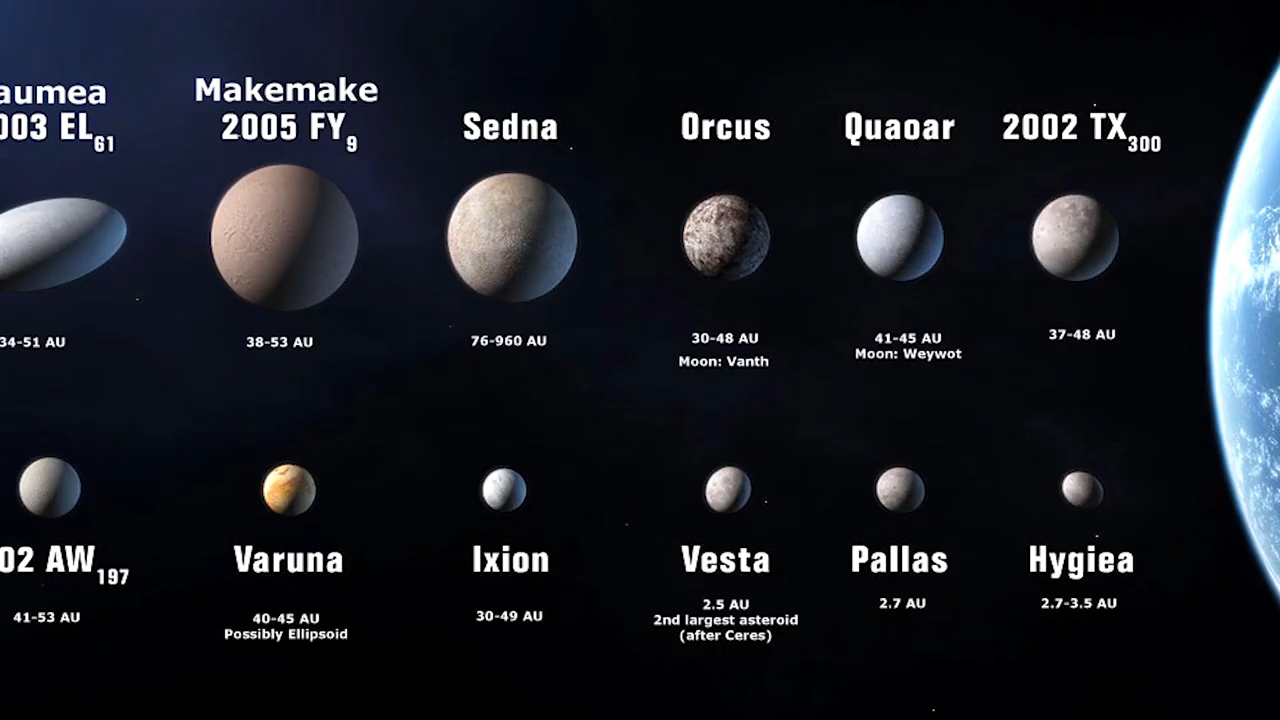 aumea
003 EL61
34-51 AU
Makemake
2005 FY9
38-53 AU
Sedna
76-960 AU
Orcus
30-48 AU
Moon: Vanth
Quaoar
41-45 AU
Moon: Weywot
2002 TX300
37-48 AU
02 AW197
41-53 AU
Varuna
40-45 AU
Possibly Ellipsoid
Ixion
30-49 AU
Vesta
2.5 AU
2nd largest asteroid
(after Ceres)
Pallas
2.7 AU
Hygiea
2.7-3.5 AU